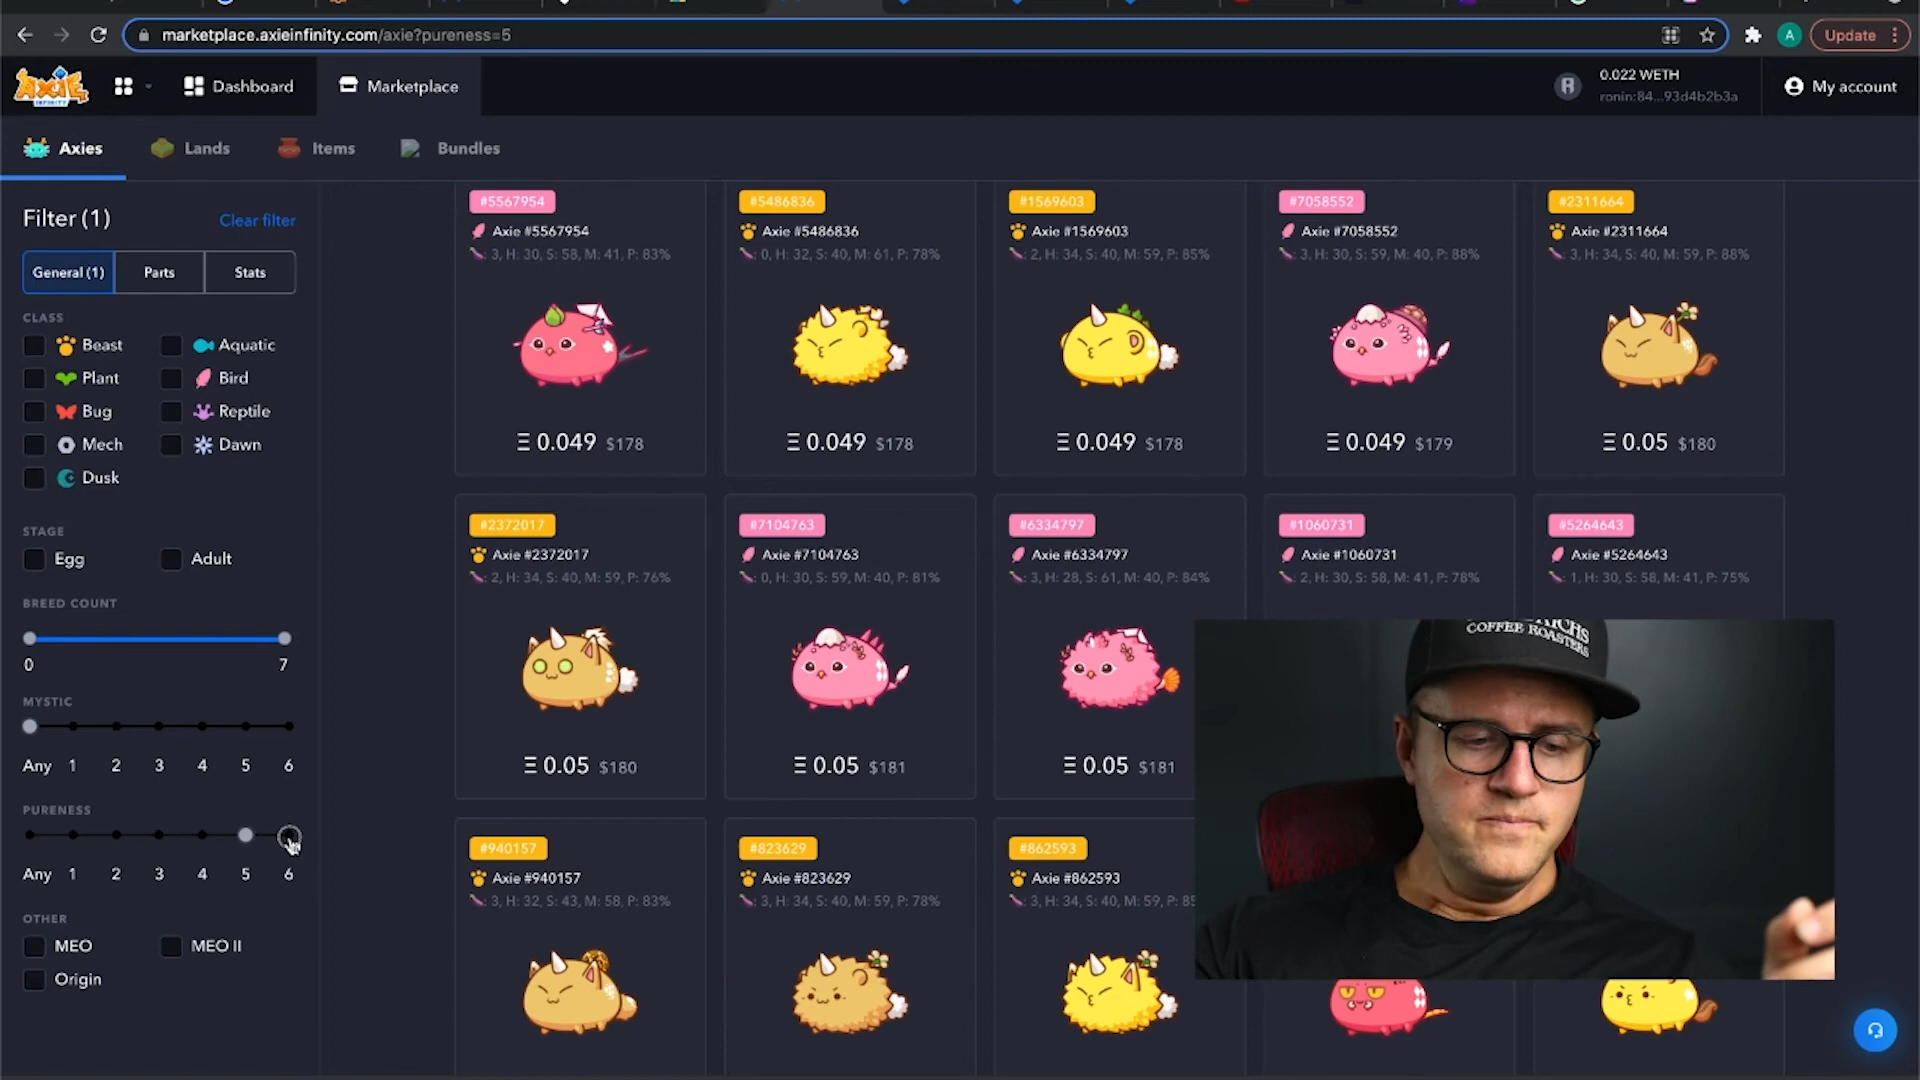 marketplace.axieinfinity.com/axie?pureness=5
A
Update
AXIE
INFINITY
Dashboard
Marketplace
0.022 WETH
ronin:84...93d4b2b3a
My account
Axies
Lands
Items
Bundles
Filter (1)
Clear filter
General (1)
Parts
Stats
CLASS
Beast
Aquatic
Plant
Bird
Bug
Reptile
Mech
Dawn
Dusk
STAGE
Egg
Adult
BREED COUNT
0
7
MYSTIC
Any 1 2 3 4 5 6
PURENESS
Any 1 2 3 4 5 6
OTHER
MEO
MEO II
Origin
#5567954
Axie #5567954
3, H: 30, S: 58, M: 41, P: 83%
Ξ 0.049 $178
#5486836
Axie #5486836
0, H: 32, S: 40, M: 61, P: 78%
Ξ 0.049 $178
#1569603
Axie #1569603
2, H: 34, S: 40, M: 59, P: 85%
Ξ 0.049 $178
#7058552
Axie #7058552
3, H: 30, S: 59, M: 40, P: 88%
Ξ 0.049 $179
#2311664
Axie #2311664
3, H: 34, S: 40, M: 59, P: 88%
Ξ 0.05 $180
#2372017
Axie #2372017
2, H: 34, S: 40, M: 59, P: 76%
Ξ 0.05 $180
#7104763
Axie #7104763
0, H: 30, S: 59, M: 40, P: 81%
Ξ 0.05 $181
#6334797
Axie #6334797
3, H: 28, S: 61, M: 40, P: 84%
Ξ 0.05 $181
#1060731
Axie #1060731
2, H: 30, S: 58, M: 41, P: 78%
#5264643
Axie #5264643
1, H: 30, S: 58, M: 41, P: 75%
#940157
Axie #940157
3, H: 32, S: 43, M: 58, P: 83%
#823629
Axie #823629
3, H: 34, S: 40, M: 59, P: 78%
#862593
Axie #862593
3, H: 34, S: 40, M: 59, P: 85
COFFEE ROASTERS